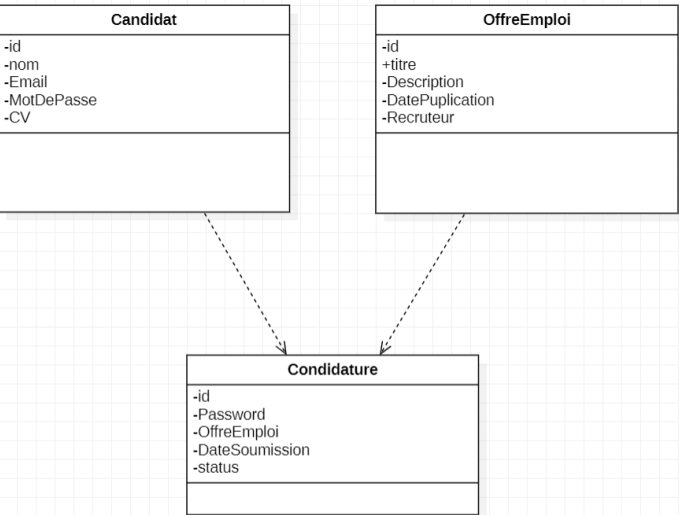 Candidat
-id
-nom
-Email
-MotDePasse
-CV
OffreEmploi
-id
+titre
-Description
-DatePuplication
-Recruteur
Condidature
-id
-Password
-OffreEmploi
-DateSoumission
-status